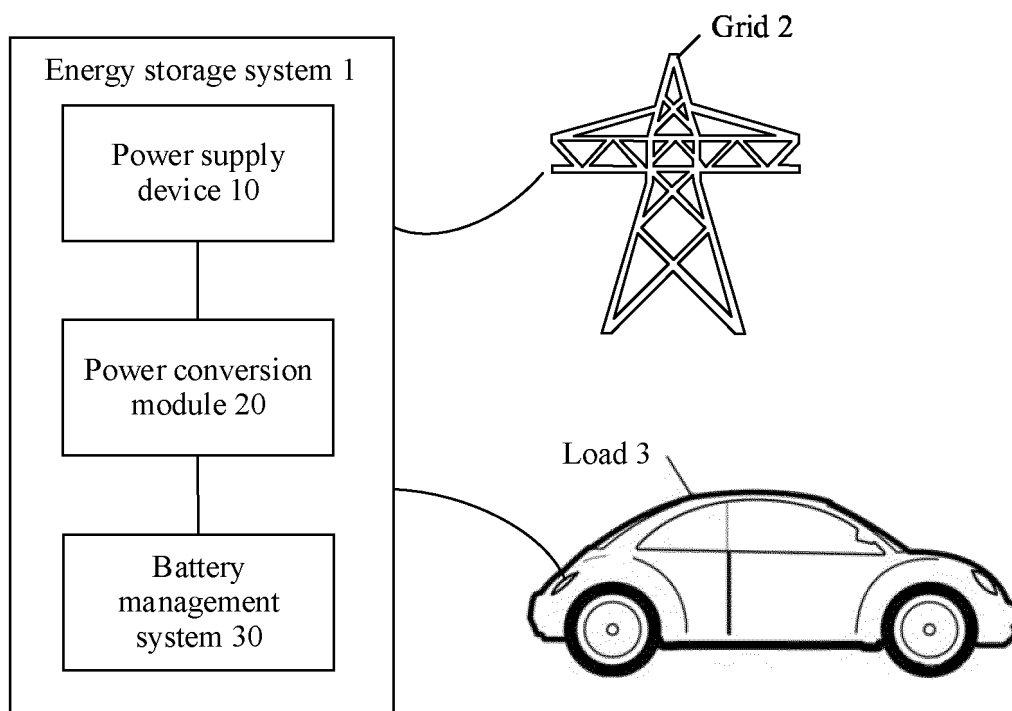 Grid 2
Energy storage system 1
Power supply
device 10
Power conversion
module 20
Load 3
Battery
management
system 30